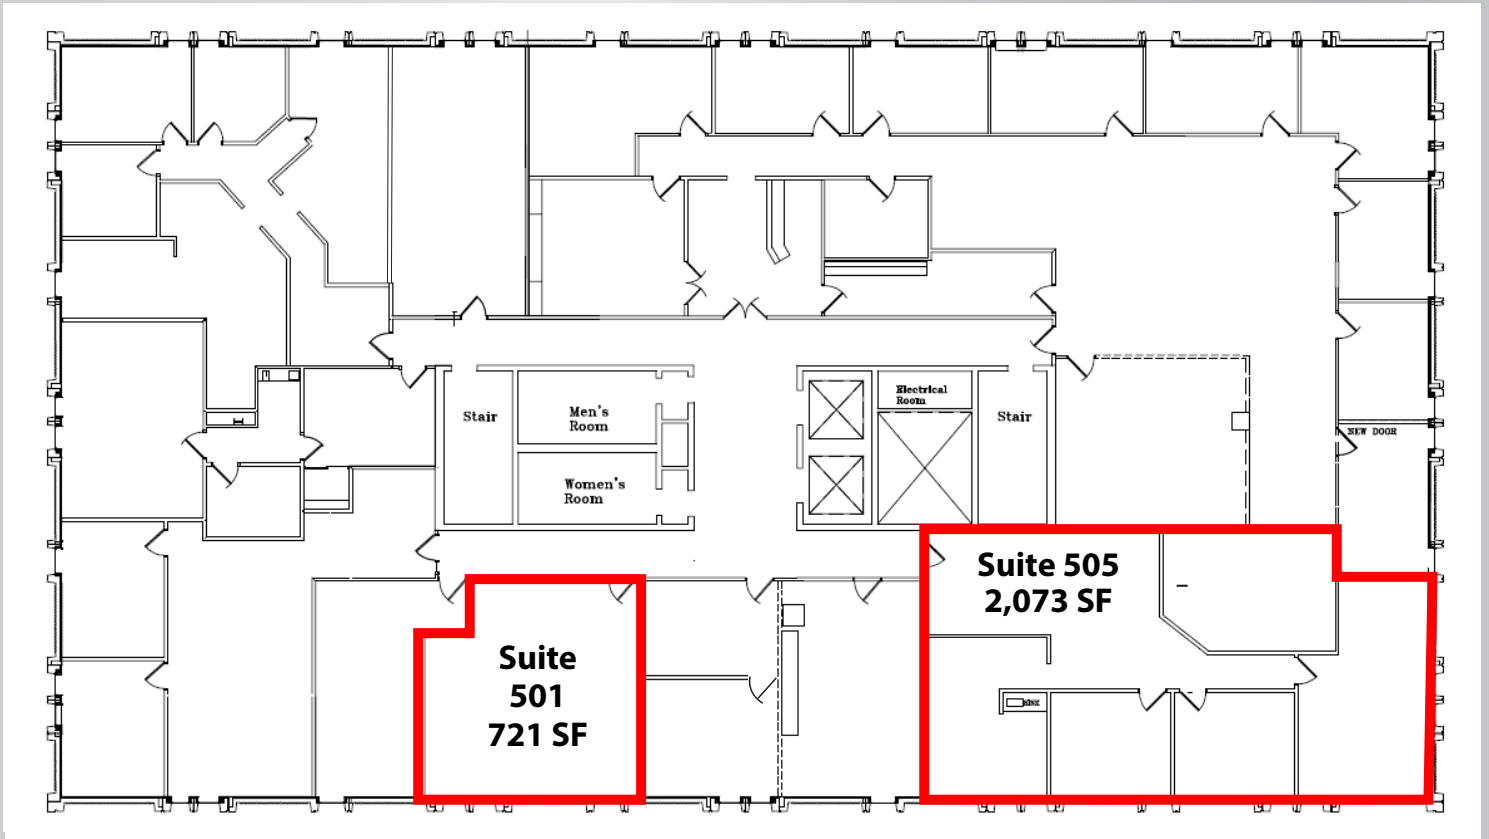 Electrical
Room
Stair
Men's
Room
Stair
NEW DOOR
Women's
Room
Suite 505
2,073 SF
Suite
501
721 SF
SINK